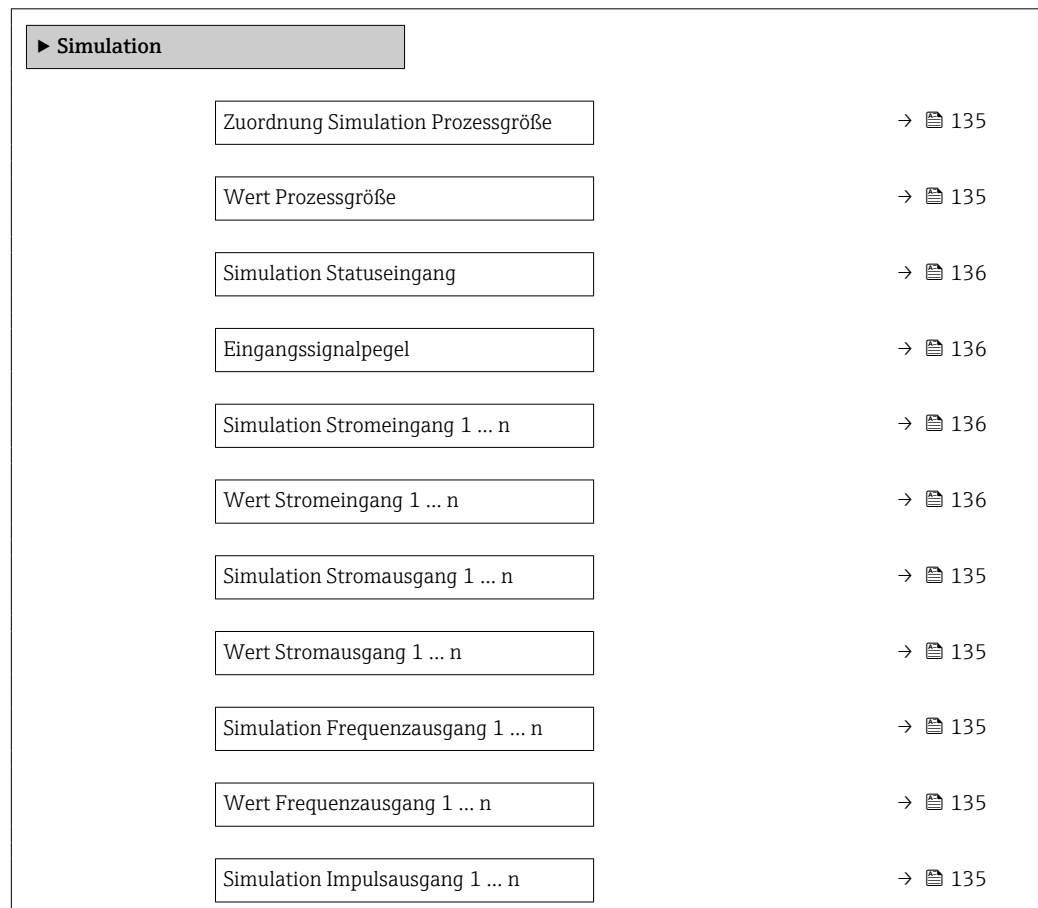 ▶ Simulation
Zuordnung Simulation Prozessgröße → 135
Wert Prozessgröße → 135
Simulation Statuseingang → 136
Eingangssignalpegel → 136
Simulation Stromeingang 1 … n → 136
Wert Stromeingang 1 … n → 136
Simulation Stromausgang 1 … n → 135
Wert Stromausgang 1 … n → 135
Simulation Frequenzausgang 1 … n → 135
Wert Frequenzausgang 1 … n → 135
Simulation Impulsausgang 1 … n → 135